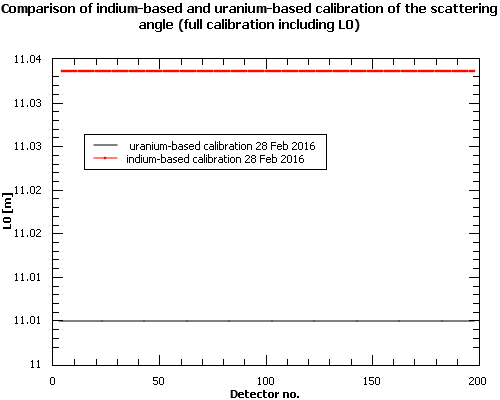 Comparison of indium-based and uranium-based calibration of the scattering
angle (full calibration including L0)
11.04
11.03
11.03
11.02
11.02
11.01
11.01
11
L0 [m]
uranium-based calibration 28 Feb 2016
indium-based calibration 28 Feb 2016
0 50 100 150 200
Detector no.